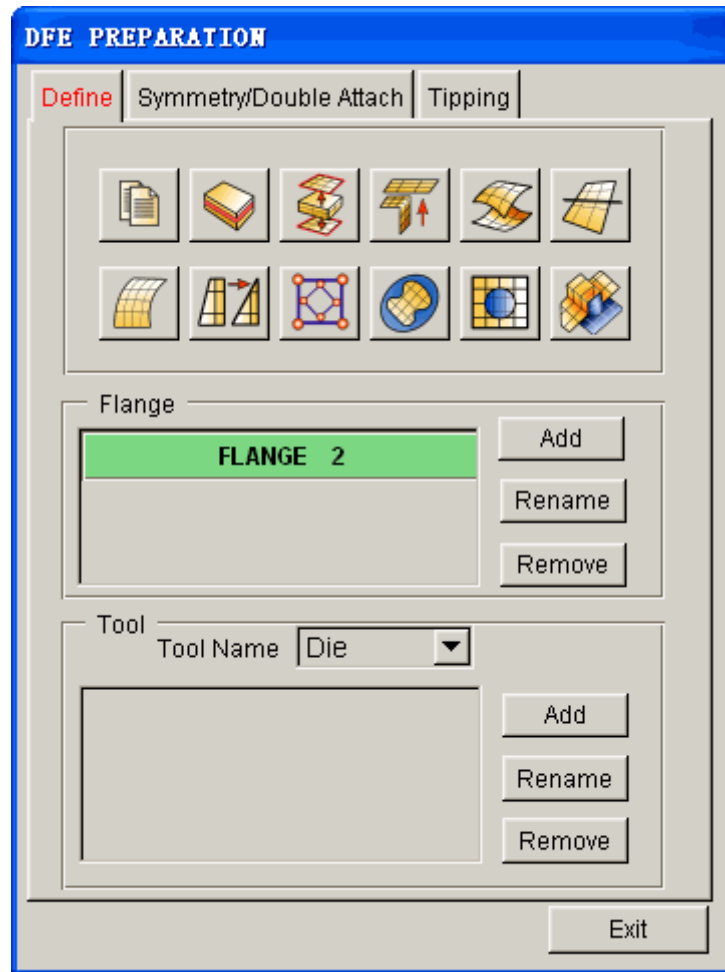 DFE PREPARATION
Define Symmetry/Double Attach Tipping
Flange
FLANGE 2
Add
Rename
Remove
Tool
Tool Name Die
Add
Rename
Remove
Exit